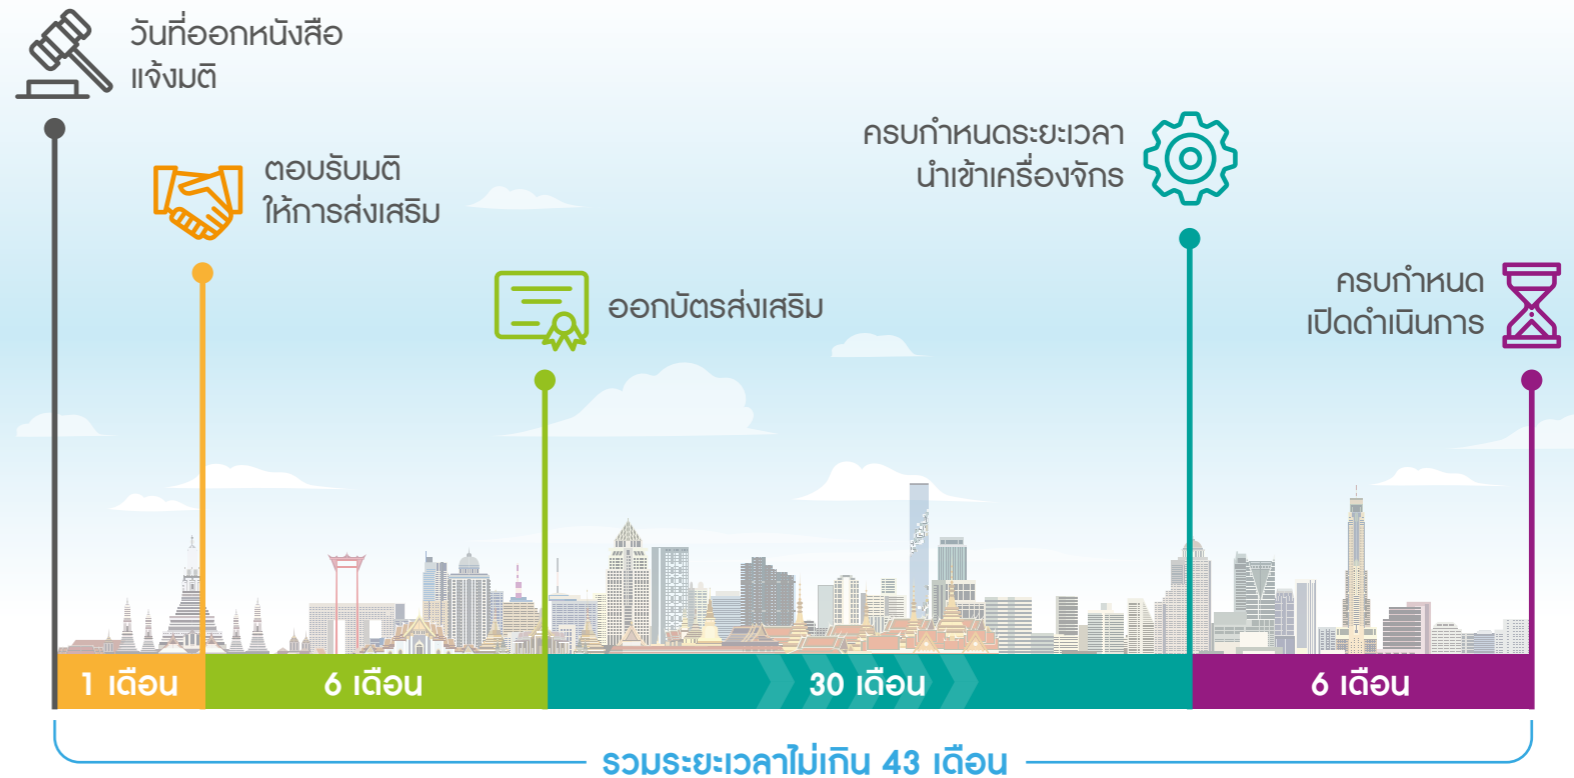 วันที่ออกหนังสือ
แจ้งมติ
ตอบรับมติ
ให้การส่งเสริม
ออกบัตรส่งเสริม
ครบกำหนดระยะเวลา
นำเข้าเครื่องจักร
ครบกำหนด
เปิดดำเนินการ
1 เดือน
6 เดือน
30 เดือน
6 เดือน
รวมระยะเวลาไม่เกิน 43 เดือน